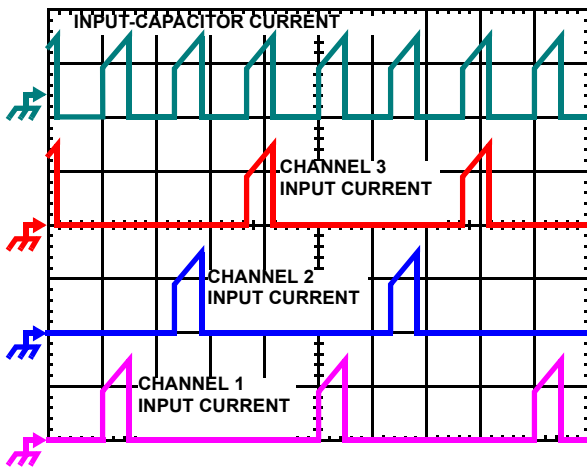 INPUT-CAPACITOR CURRENT
CHANNEL 3
INPUT CURRENT
CHANNEL 2
INPUT CURRENT
CHANNEL 1
INPUT CURRENT